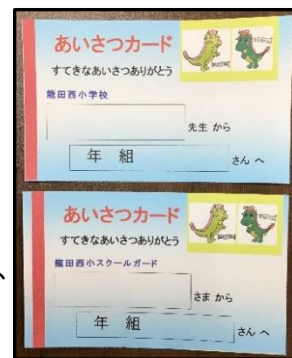 あいさつカード
すてきなあいさつありがとう
龍田西小学校
先生 から
年 組
さん へ
あいさつカード
すてきなあいさつありがとう
龍田西小スクールガード
さま から
年 組
さん へ
、